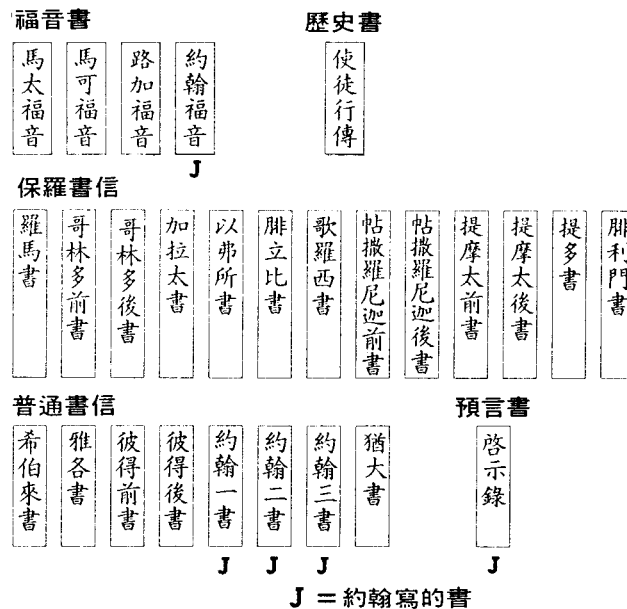 福音書
歷史書
馬太福音
馬可福音
路加福音
約翰福音
使徒行傳
J
保羅書信
羅馬書
哥林多前書
哥林多後書
加拉太書
以弗所書
腓立比書
歌羅西書
帖撒羅尼迦前書
帖撒羅尼迦後書
提摩太前書
提摩太後書
提多書
腓利門書
普通書信
預言書
希伯來書
雅各書
彼得前書
彼得後書
約翰一書
約翰二書
約翰三書
猶大書
啓示錄
J J J J
J ＝約翰寫的書